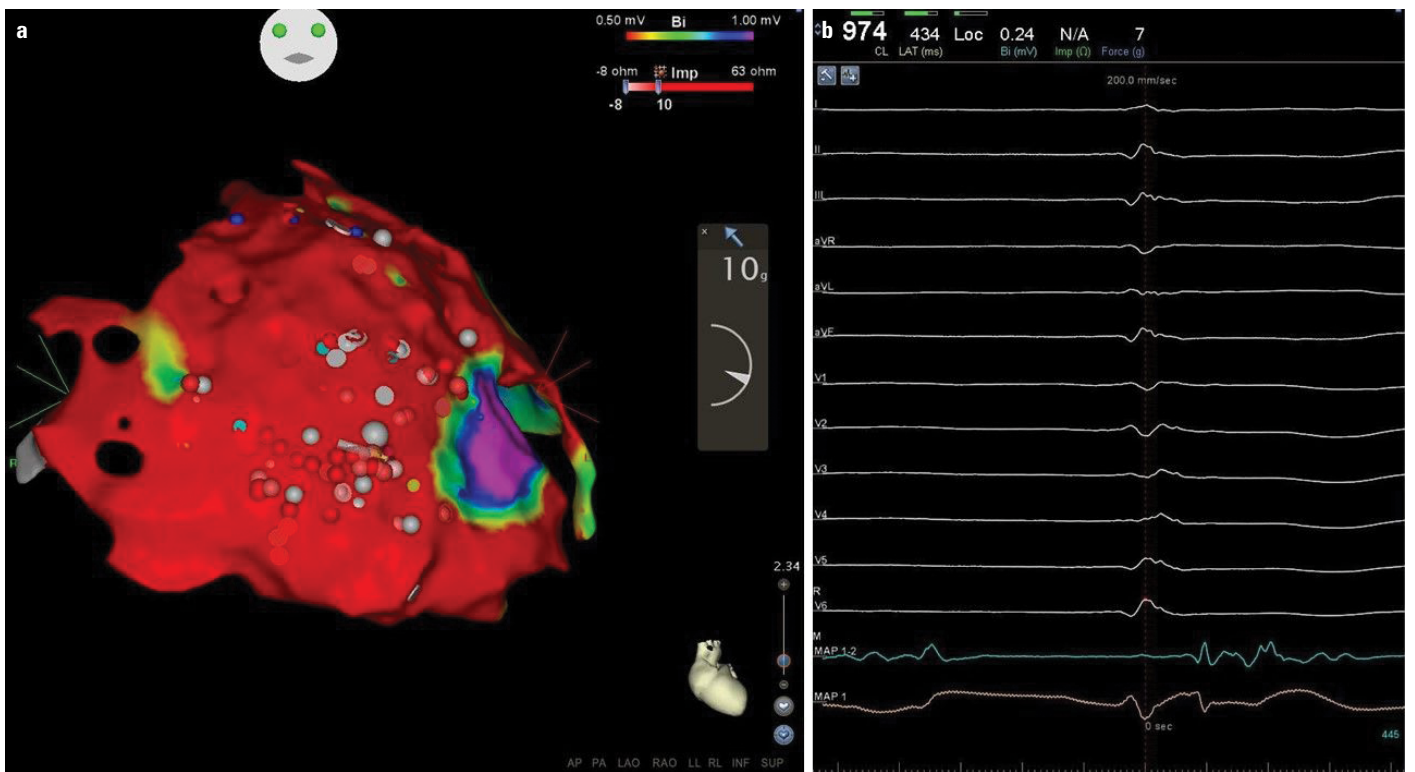 a
0.50 mV Bi 1.00 mV
-8 ohm Imp 63 ohm
-8 10
10g
R
L
2.34
AP PA LAO RAO LL RL INF SUP
b 974 434 Loc 0.24 N/A 7
CL LAT (ms) Bi (mV) Imp (Ω) Force (g)
200.0 mm/sec
I
II
III
aVR
aVL
aVF
V1
V2
V3
V4
V5
R
V6
M
MAP 1-2
MAP 1
0 sec
445